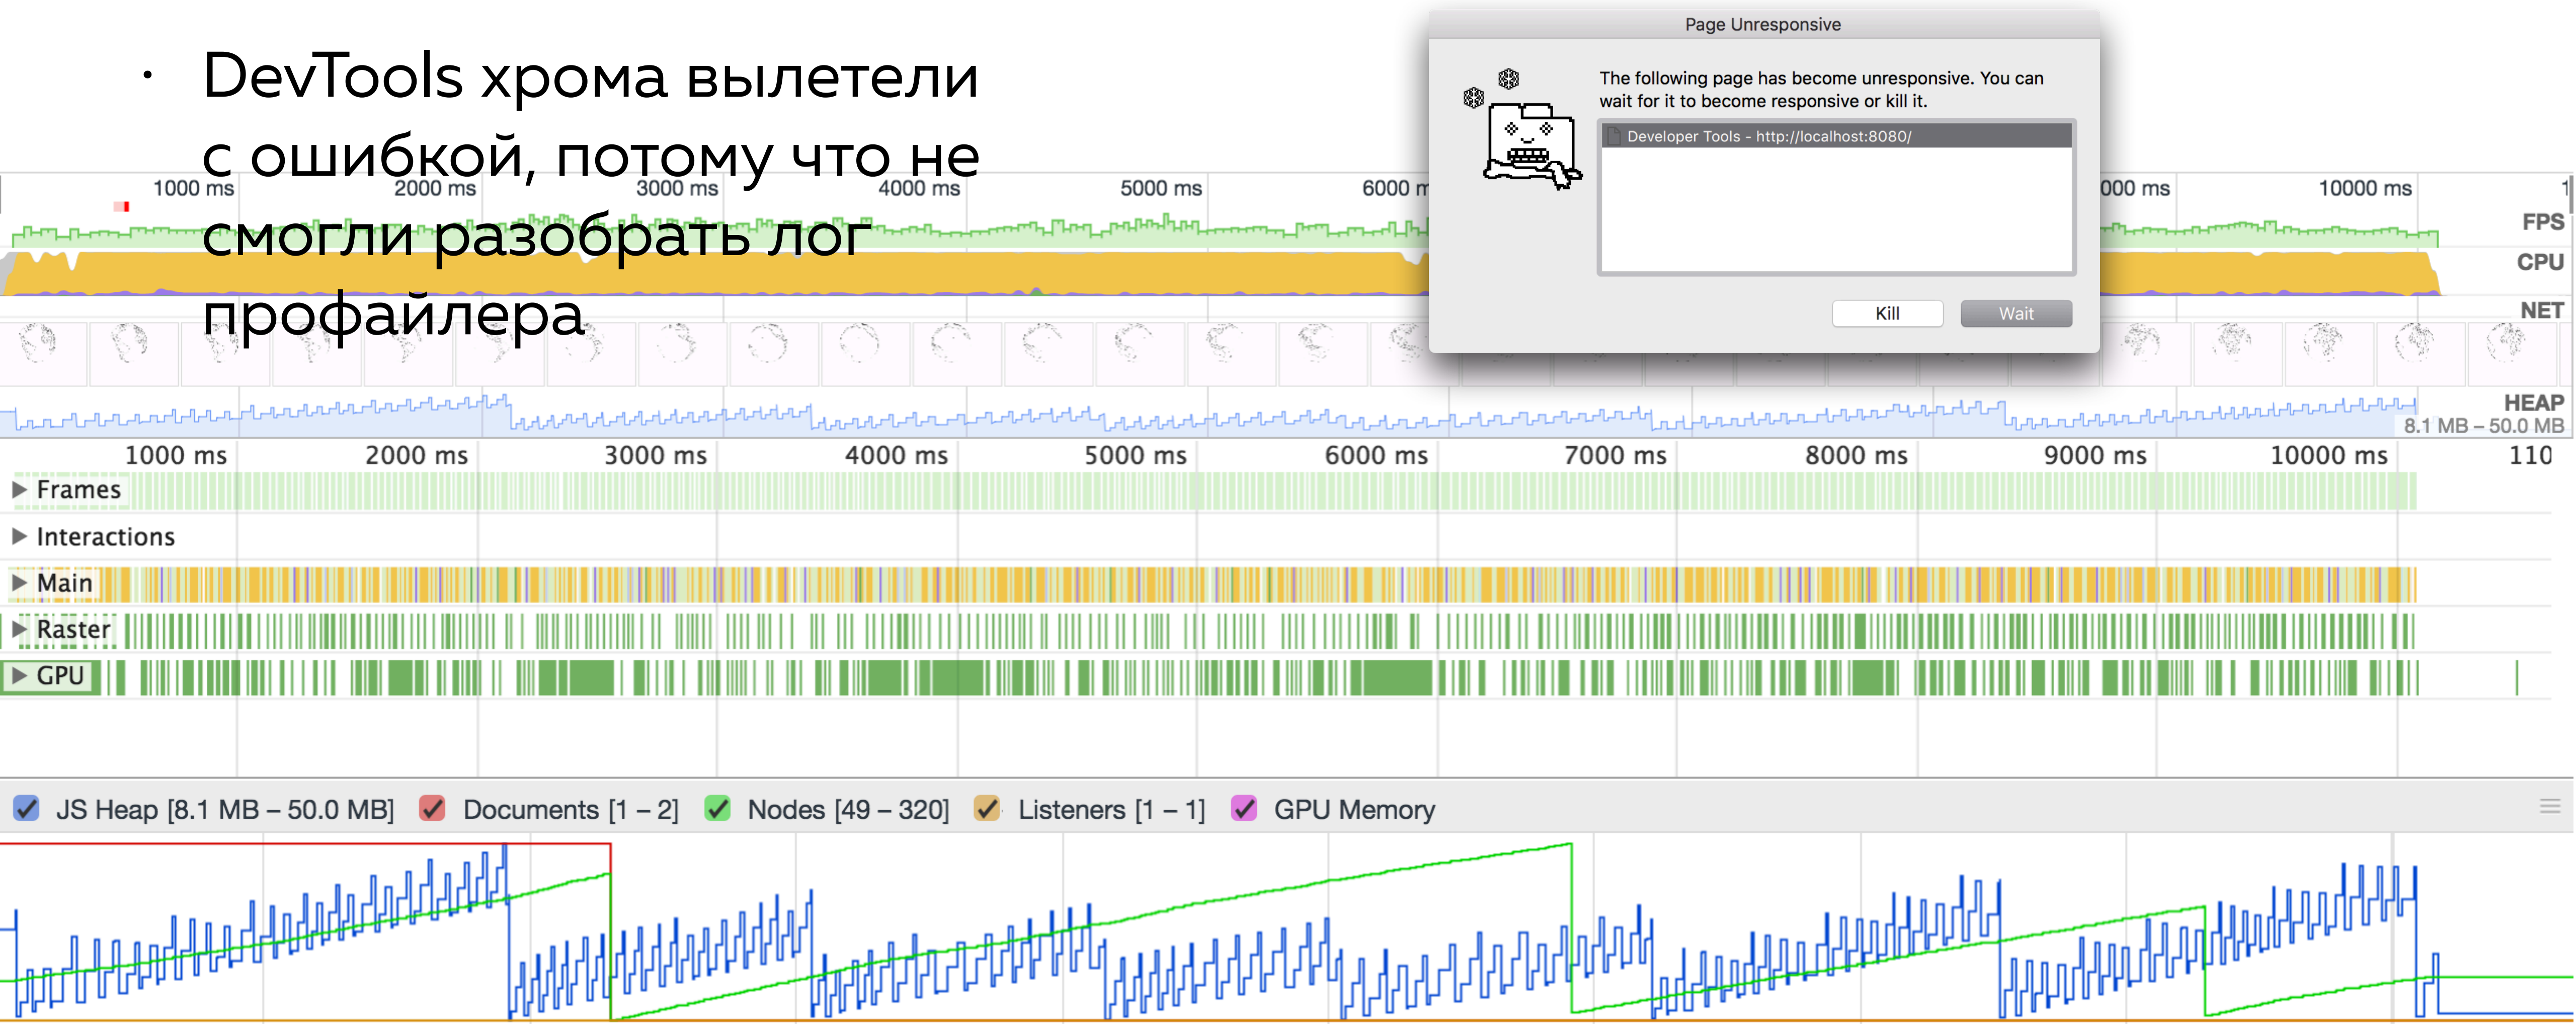 Page Unresponsive
• DevTools хрома вылетели
с ошибкой, потому что не
смогли разобрать лог
профайлера
The following page has become unresponsive. You can
wait for it to become responsive or kill it.
Developer Tools - http://localhost:8080/
Kill Wait
1000 ms 2000 ms 3000 ms 4000 ms 5000 ms 6000 m 000 ms 10000 ms 1
FPS
CPU
NET
HEAP
8.1 MB – 50.0 MB
1000 ms 2000 ms 3000 ms 4000 ms 5000 ms 6000 ms 7000 ms 8000 ms 9000 ms 10000 ms 110
Frames
Interactions
Main
Raster
GPU
JS Heap [8.1 MB – 50.0 MB] Documents [1 – 2] Nodes [49 – 320] Listeners [1 – 1] GPU Memory